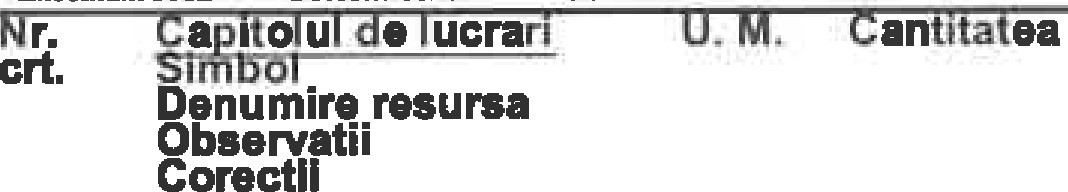 Nr. Capitolul de lucrari U. M. Cantitatea
crt. Simbol
Denumire resursa
Observatii
Corectii